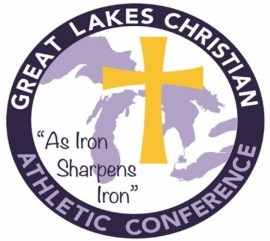 GREAT LAKES CHRISTIAN
"As Iron
Sharpens
Iron"
ATHLETIC CONFERENCE